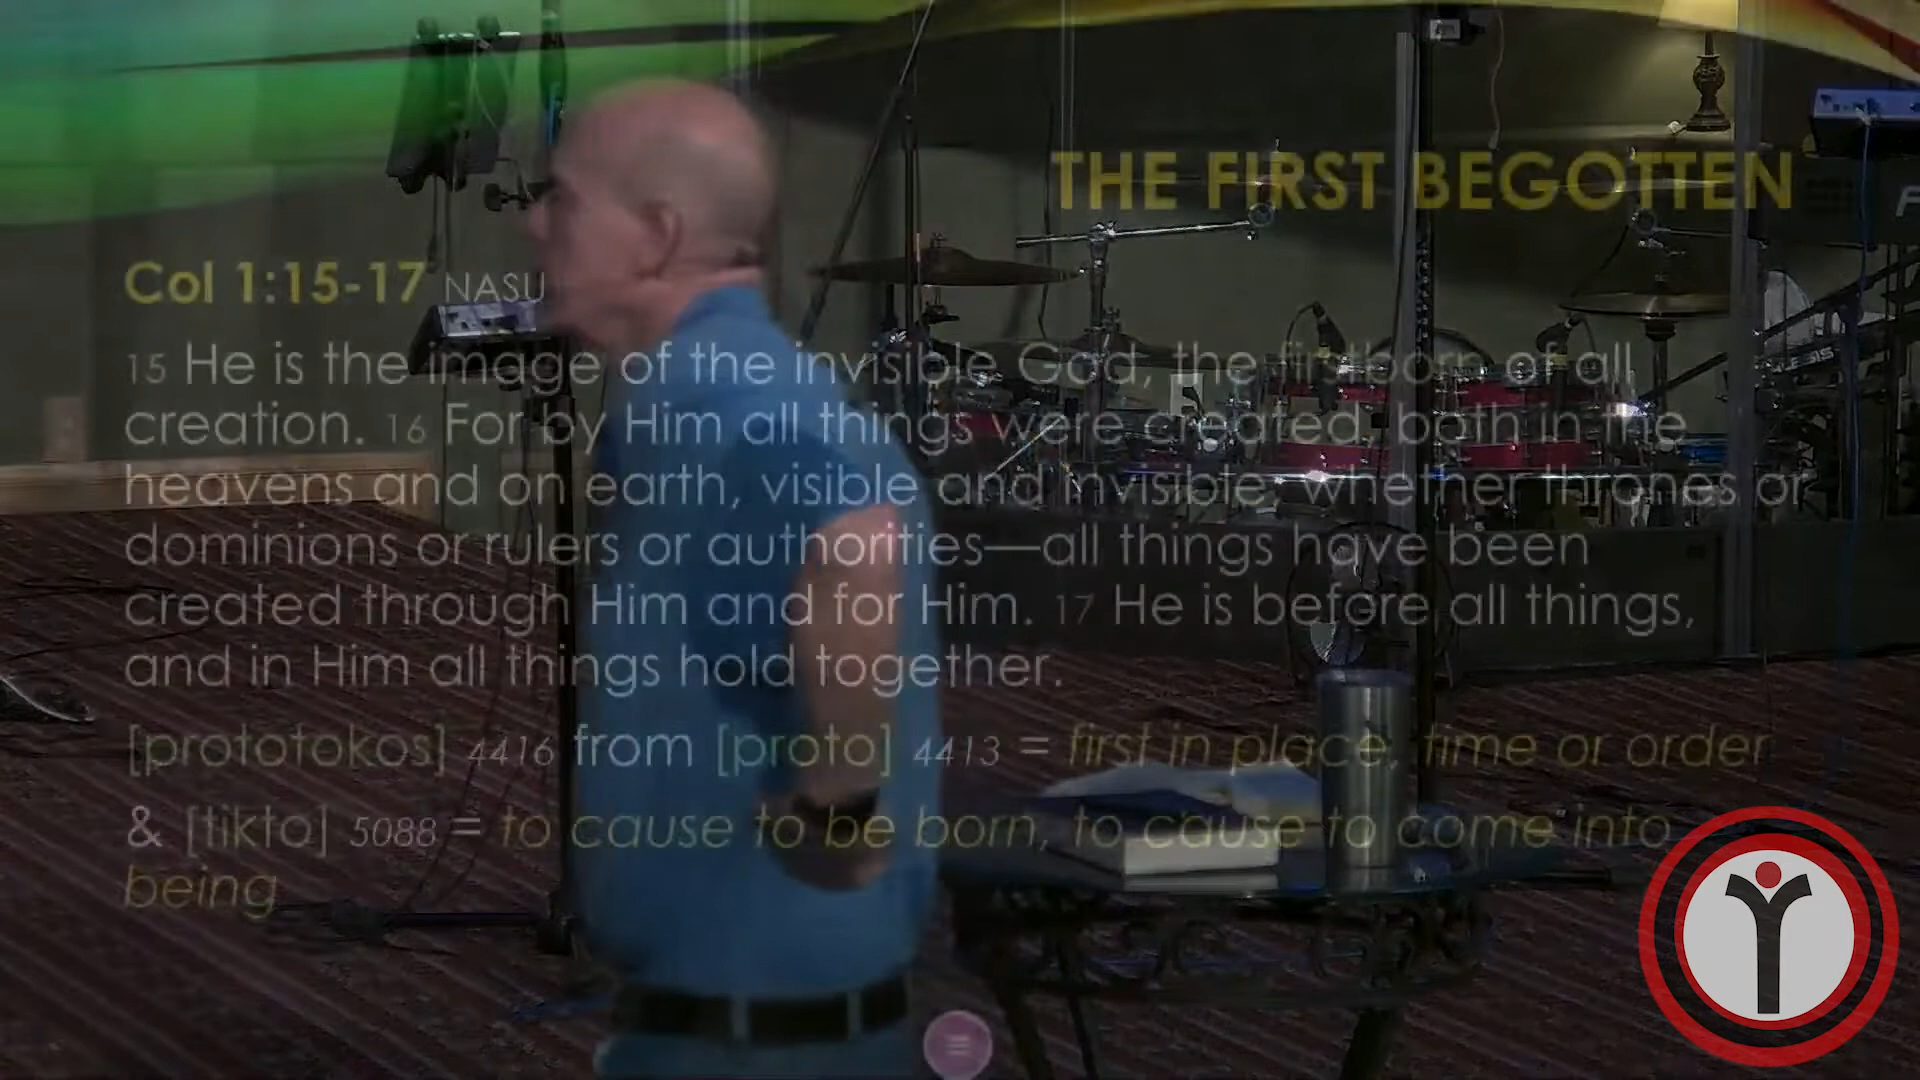 THE FIRST BEGOTTEN
Col 1:15-17 NASU
15 He is the image of the invisible God, the firstborn of all
creation. 16 For by Him all things were created, both in the
heavens and on earth, visible and invisible, whether thrones or
dominions or rulers or authorities—all things have been
created through Him and for Him. 17 He is before all things,
and in Him all things hold together.
[prototokos] 4416 from [proto] 4413 = first in place, time or order
& [tikto] 5088 = to cause to be born, to cause to come into
being